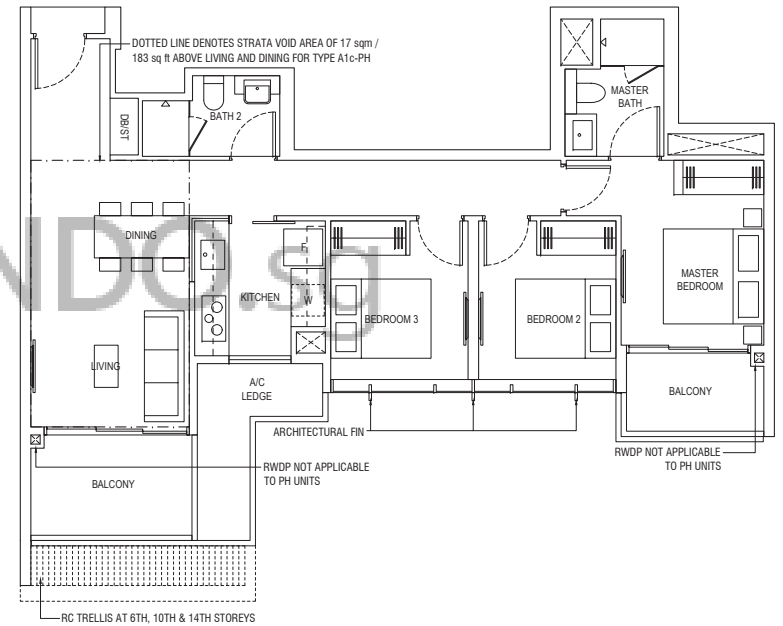 DOTTED LINE DENOTES STRATA VOID AREA OF 17 sqm /
183 sq ft ABOVE LIVING AND DINING FOR TYPE A1c-PH
DB/ST
BATH 2
MASTER
BATH
DINING
NDO.sg
KITCHEN
F
W
BEDROOM 3
BEDROOM 2
MASTER
BEDROOM
LIVING
A/C
LEDGE
BALCONY
ARCHITECTURAL FIN
RWDP NOT APPLICABLE
TO PH UNITS
RWDP NOT APPLICABLE
TO PH UNITS
BALCONY
RC TRELLIS AT 6TH, 10TH & 14TH STOREYS